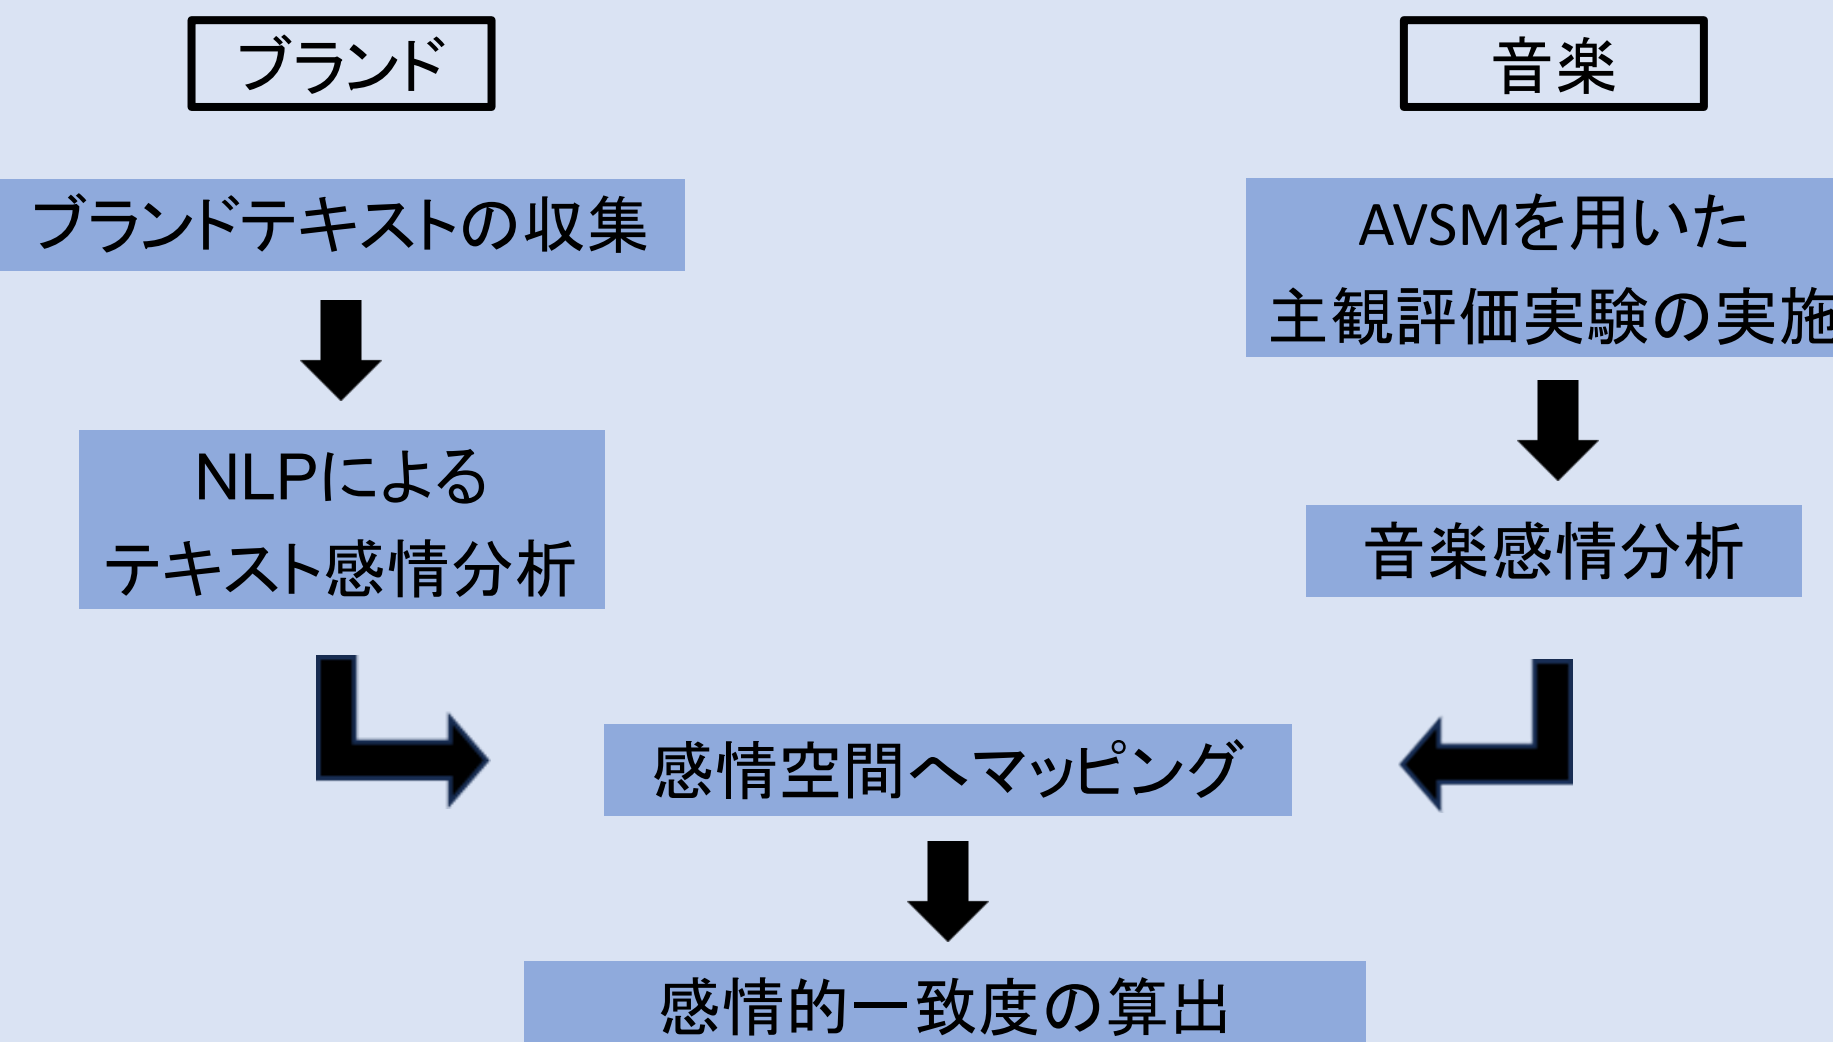 ブランド
音楽
ブランドテキストの収集
AVSMを用いた
主観評価実験の実施
NLPによる
テキスト感情分析
音楽感情分析
感情空間へマッピング
感情的一致度の算出